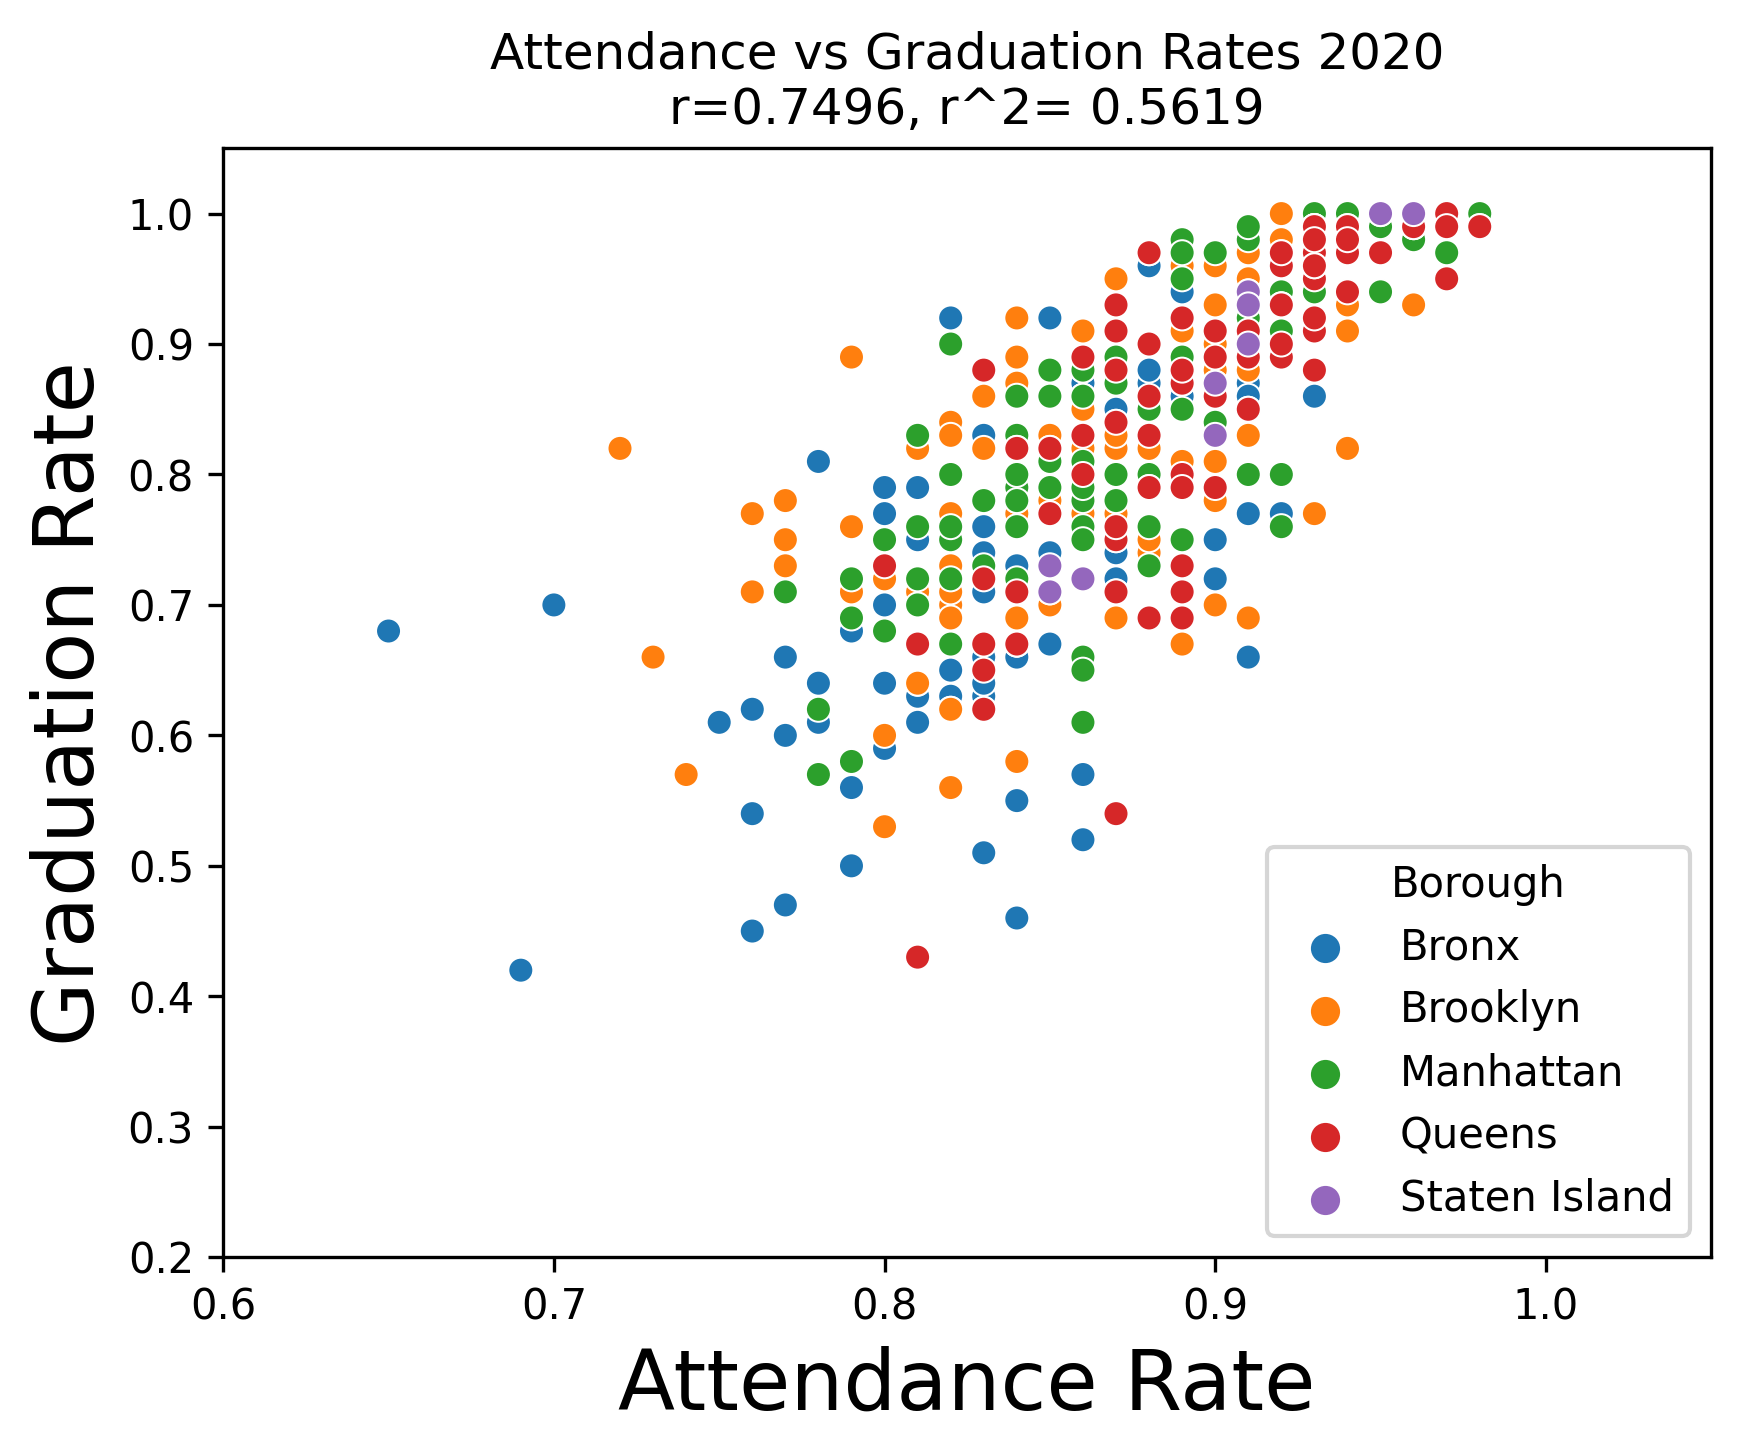 Attendance vs Graduation Rates 2020
r=0.7496, r^2= 0.5619
Graduation Rate
1.0
0.9
0.8
0.7
0.6
0.5
0.4
0.3
0.2
0.6 0.7 0.8 0.9 1.0
Attendance Rate
Borough
Bronx
Brooklyn
Manhattan
Queens
Staten Island